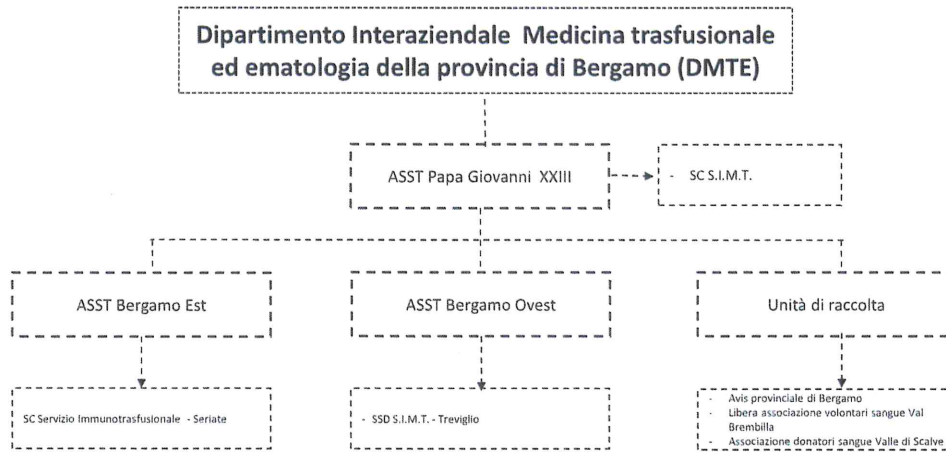 Dipartimento Interaziendale Medicina trasfusionale
ed ematologia della provincia di Bergamo (DMTE)
ASST Papa Giovanni XXIII
- SC S.I.M.T.
ASST Bergamo Est
ASST Bergamo Ovest
Unità di raccolta
SC Servizio Immunotrasfusionale - Seriate
- SSD S.I.M.T. - Treviglio
- Avis provinciale di Bergamo
- Libera associazione volontari sangue Val
Brembilla
- Associazione donatori sangue Valle di Scalve